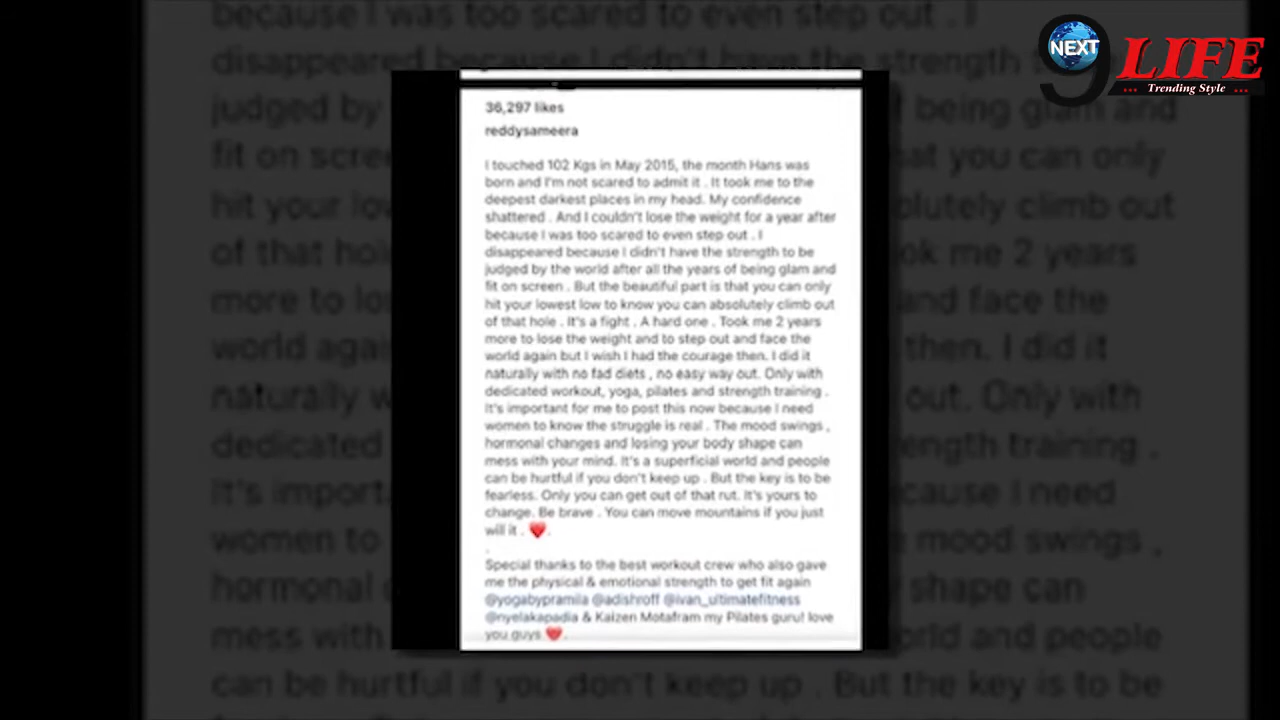 NEXT
9 LIFE
... Trending Style ...
36,297 likes
reddysameera
I touched 102 Kgs in May 2015, the month Hans was
born and I'm not scared to admit it . It took me to the
deepest darkest places in my head. My confidence
shattered . And I couldn't lose the weight for a year after
because I was too scared to even step out . I
disappeared because I didn't have the strength to be
judged by the world after all the years of being glam and
fit on screen . But the beautiful part is that you can only
hit your lowest low to know you can absolutely climb out
of that hole . It's a fight . A hard one . Took me 2 years
more to lose the weight and to step out and face the
world again but I wish I had the courage then. I did it
naturally with no fad diets , no easy way out. Only with
dedicated workout, yoga, pilates and strength training .
It's important for me to post this now because I need
women to know the struggle is real . The mood swings ,
hormonal changes and losing your body shape can
mess with your mind. It's a superficial world and people
can be hurtful if you don't keep up . But the key is to be
fearless. Only you can get out of that rut. It's yours to
change. Be brave . You can move mountains if you just
will it . ❤️.
.
Special thanks to the best workout crew who also gave
me the physical & emotional strength to get fit again
@yogabypramila @adishroff @ivan_ultimatefitness
@nyelakapadia & Kaizen Motafram my Pilates guru! love
you guys ❤️.